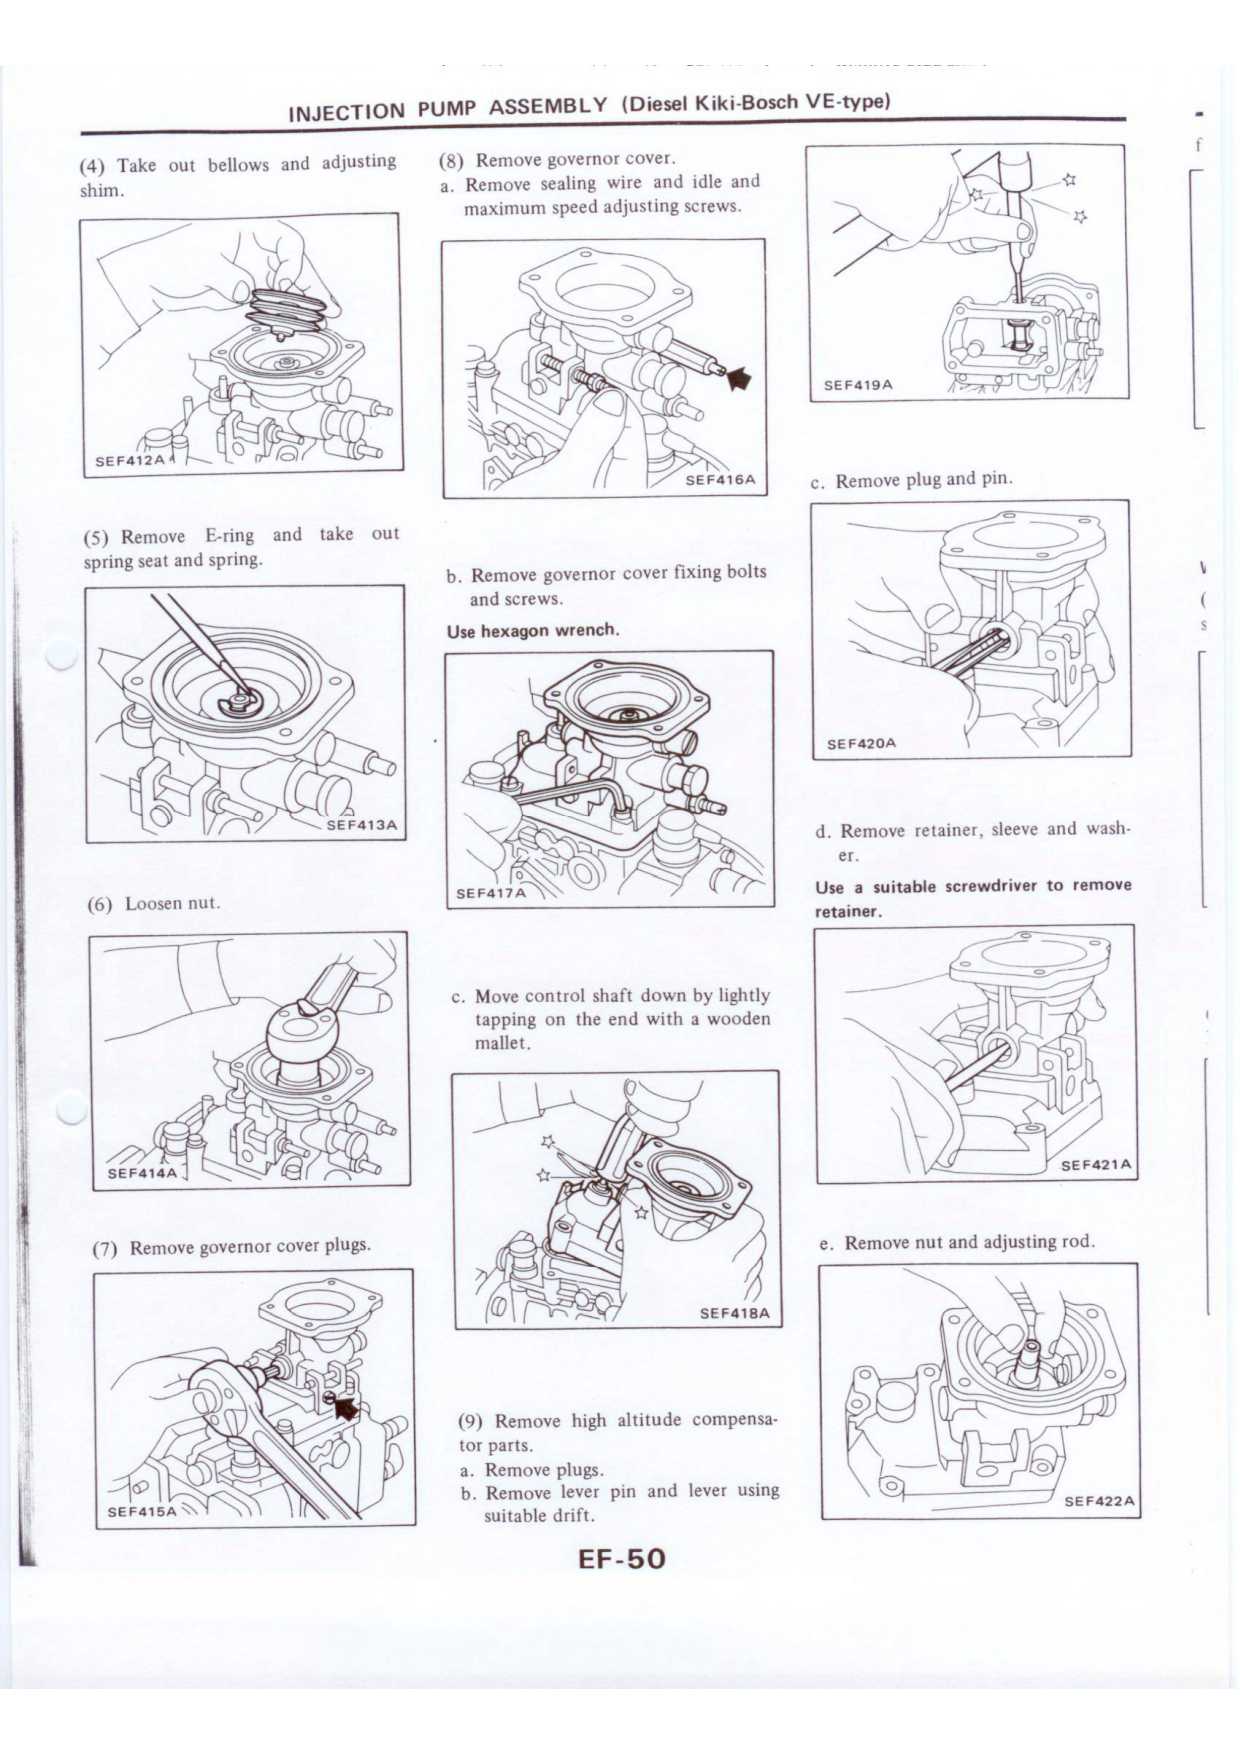 INJECTION PUMP ASSEMBLY (Diesel Kiki-Bosch VE-type)
(4) Take out bellows and adjusting
shim.
SEF412A
(5) Remove E-ring and take out
spring seat and spring.
SEF413A
(6) Loosen nut.
SEF414A
(7) Remove governor cover plugs.
SEF415A
(8) Remove governor cover.
a. Remove sealing wire and idle and
maximum speed adjusting screws.
SEF416A
b. Remove governor cover fixing bolts
and screws.
Use hexagon wrench.
SEF417A
c. Move control shaft down by lightly
tapping on the end with a wooden
mallet.
SEF418A
(9) Remove high altitude compensa-
tor parts.
a. Remove plugs.
b. Remove lever pin and lever using
suitable drift.
SEF419A
c. Remove plug and pin.
SEF420A
d. Remove retainer, sleeve and wash-
er.
Use a suitable screwdriver to remove
retainer.
SEF421A
e. Remove nut and adjusting rod.
SEF422A
EF-50